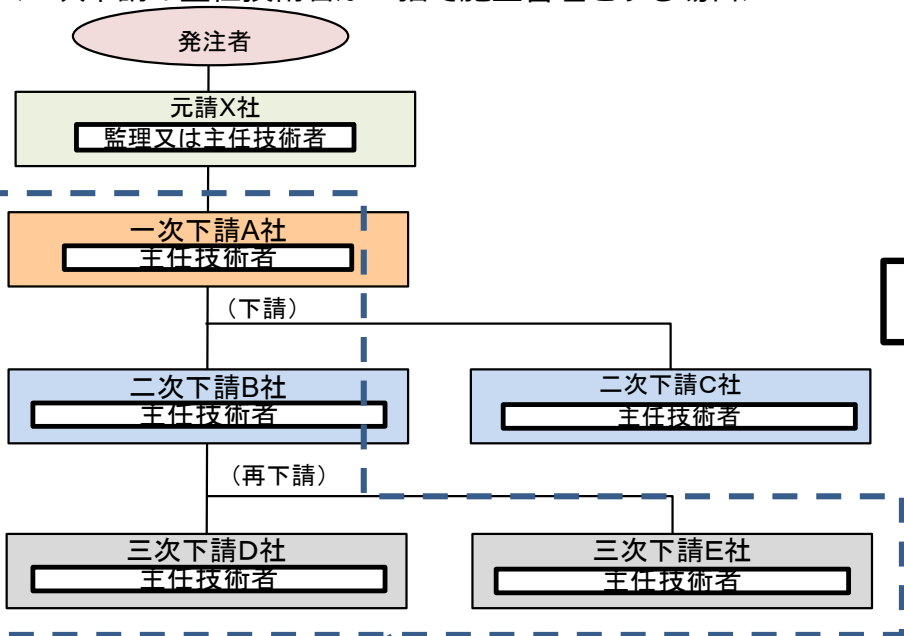 発注者
元請X社
監理又は主任技術者
一次下請A社
主任技術者
（下請）
二次下請B社
主任技術者
二次下請C社
主任技術者
（再下請）
三次下請D社
主任技術者
三次下請E社
主任技術者